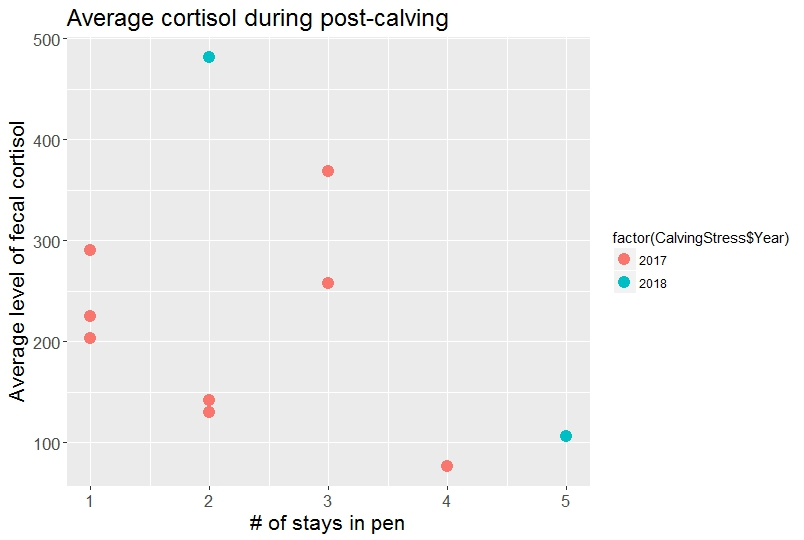 Average cortisol during post-calving
500
400
300
200
100
Average level of fecal cortisol
1 2 3 4 5
# of stays in pen
factor(CalvingStress$Year)
2017
2018